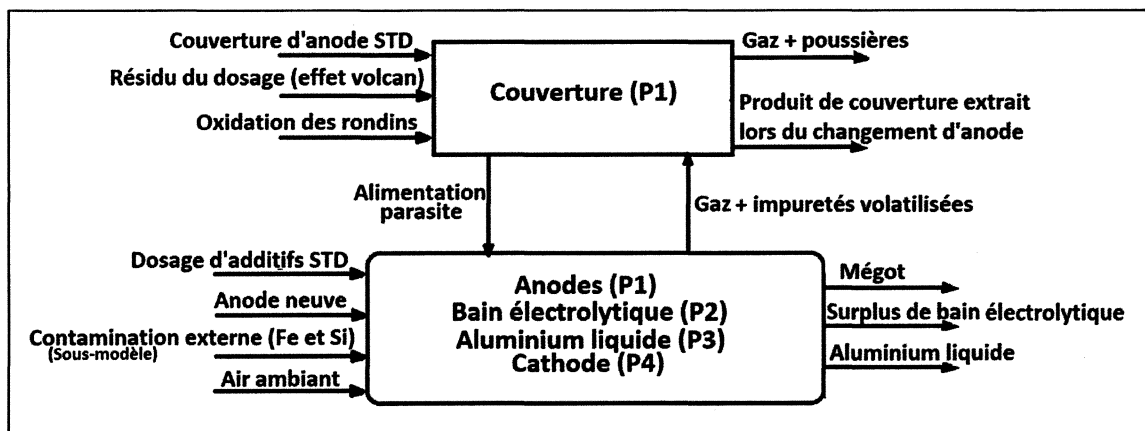 Couverture d'anode STD
Résidu du dosage (effet volcan)
Oxidation des rondins
Couverture (P1)
Gaz + poussières
Produit de couverture extrait
lors du changement d'anode
Alimentation
parasite
Gaz + impuretés volatilisées
Dosage d'additifs STD
Anode neuve
Contamination externe (Fe et Si)
(Sous-modèle)
Air ambiant
Anodes (P1)
Bain électrolytique (P2)
Aluminium liquide (P3)
Cathode (P4)
Mégot
Surplus de bain électrolytique
Aluminium liquide